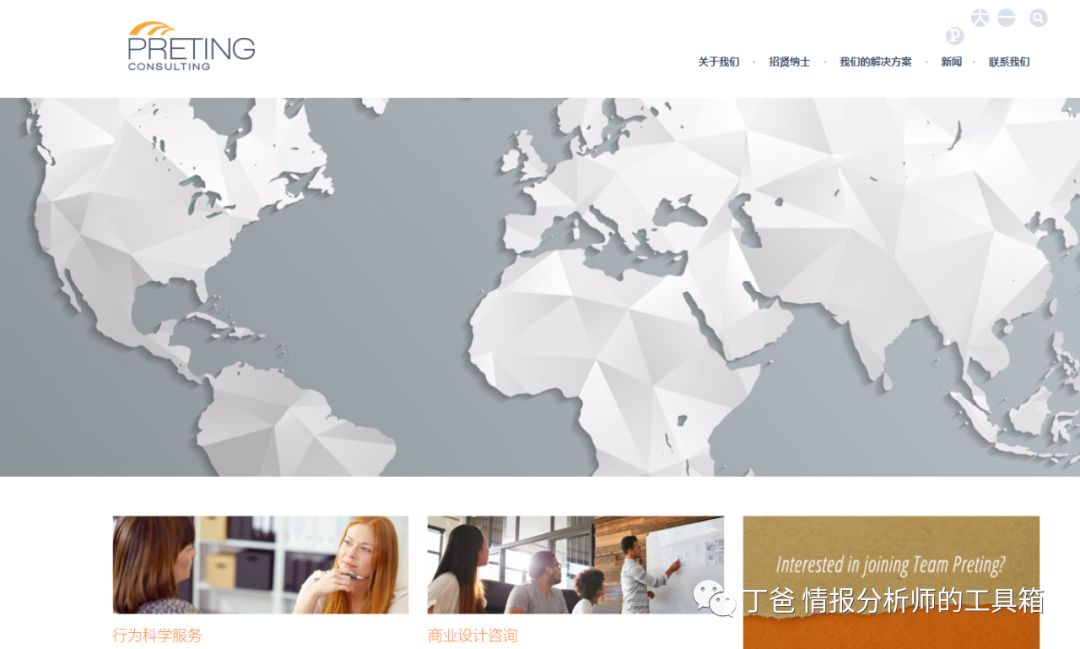 PRETING
CONSULTING
关于我们 · 招贤纳士 · 我们的解决方案 · 新闻 · 联系我们
Interested in joining Team Preting?
丁爸 情报分析师的工具箱
行为科学服务
商业设计咨询